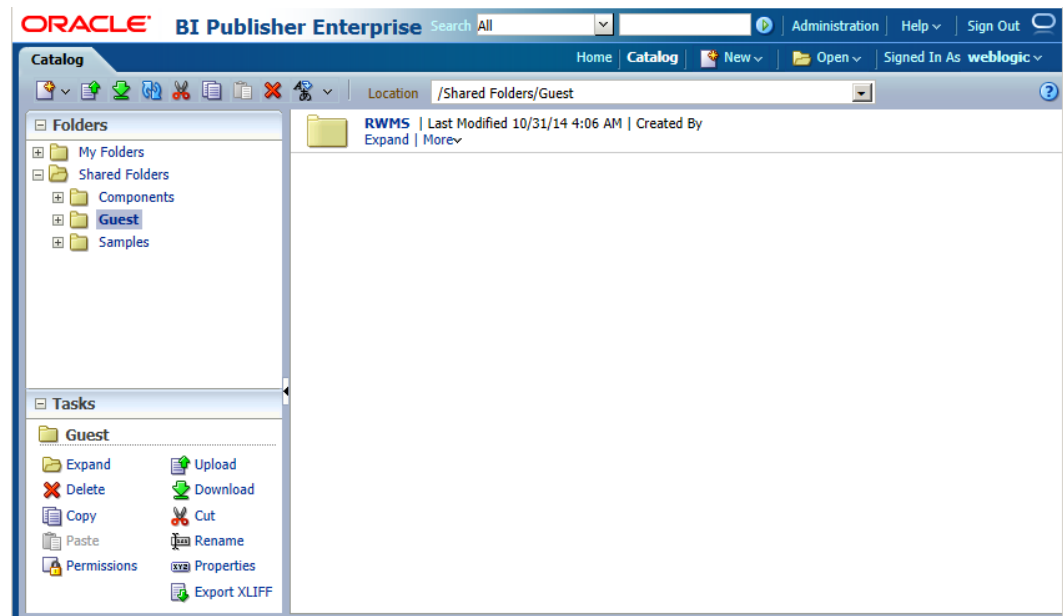 ORACLE BI Publisher Enterprise Search All Administration Help Sign Out
Catalog Home Catalog New Open Signed In As weblogic
Location /Shared Folders/Guest
Folders
My Folders
Shared Folders
Components
Guest
Samples
RWMS | Last Modified 10/31/14 4:06 AM | Created By
Expand | More
Tasks
Guest
Expand Upload
Delete Download
Copy Cut
Paste Rename
Permissions Properties
Export XLIFF